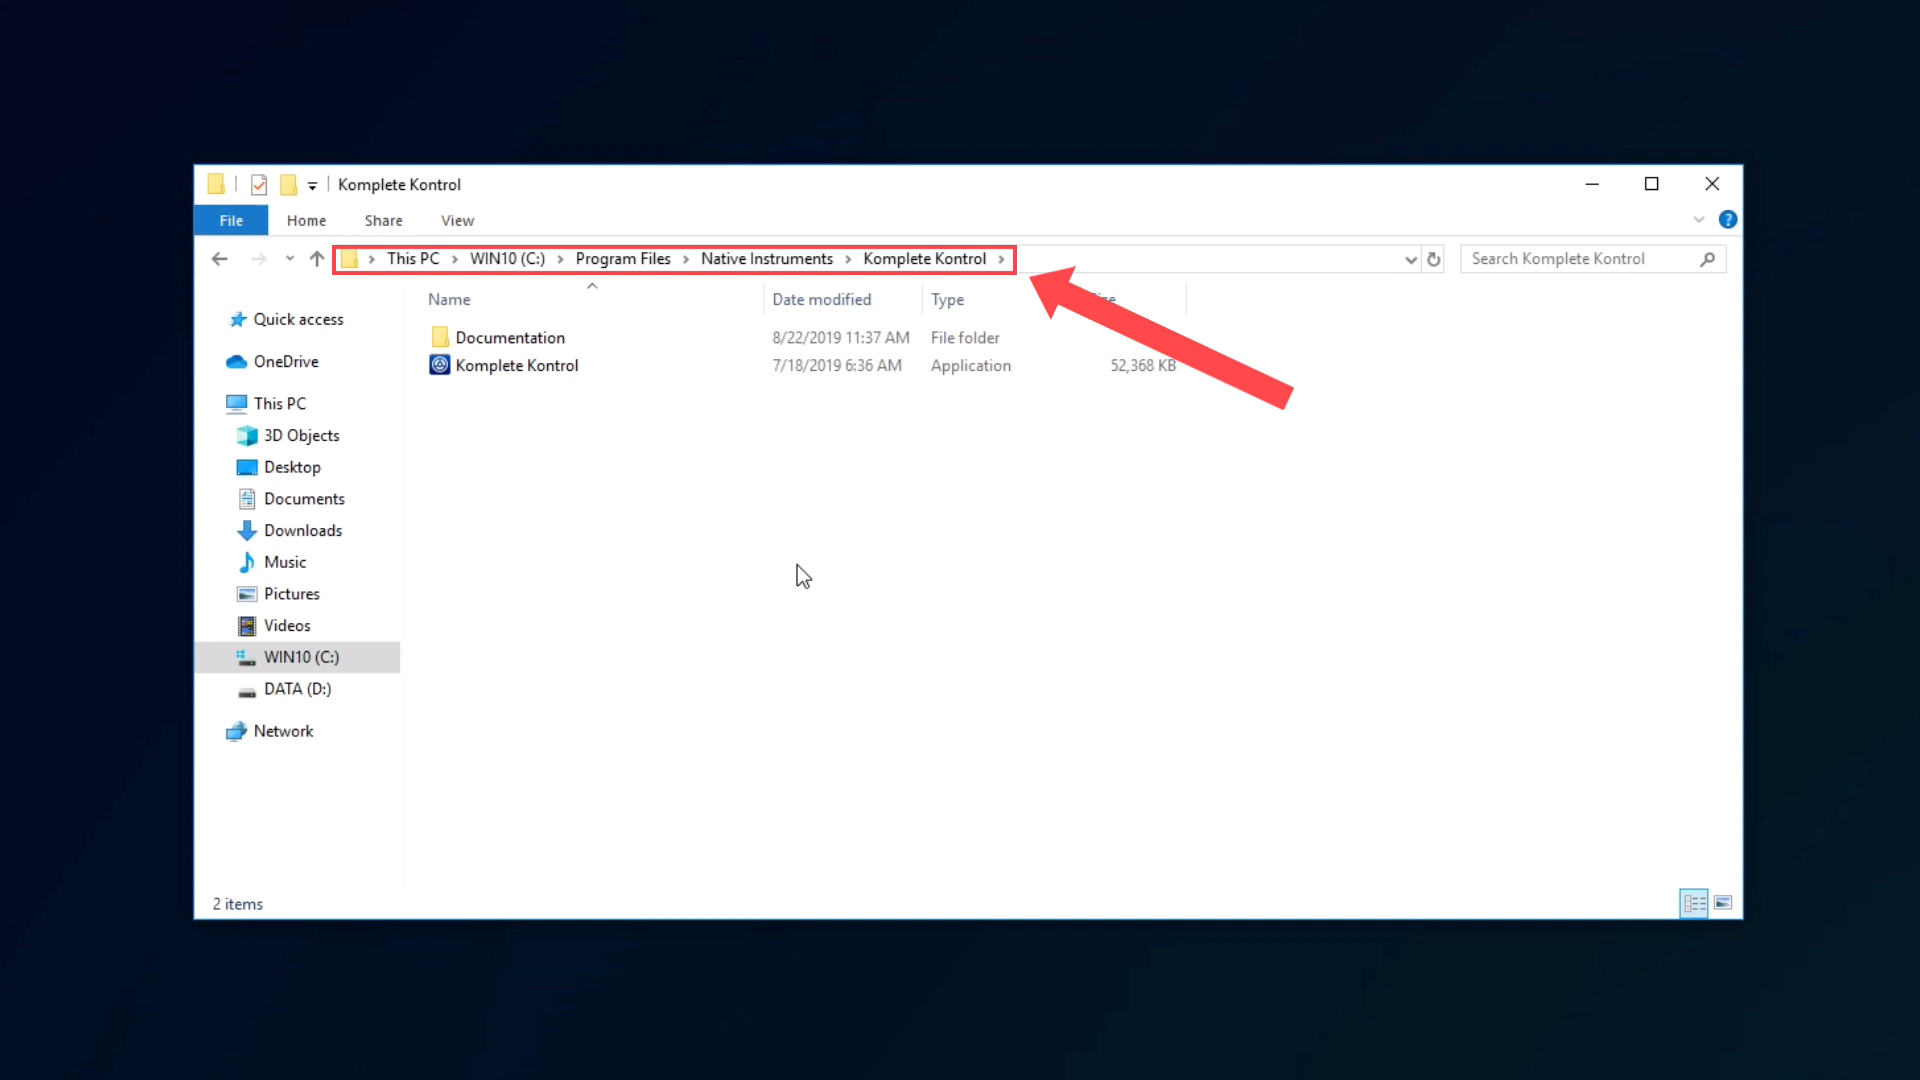 Komplete Kontrol
File Home Share View
This PC WIN10 (C:) Program Files Native Instruments Komplete Kontrol
Search Komplete Kontrol
Name Date modified Type
Documentation 8/22/2019 11:37 AM File folder
Komplete Kontrol 7/18/2019 6:36 AM Application 52,368 KB
Quick access
OneDrive
This PC
3D Objects
Desktop
Documents
Downloads
Music
Pictures
Videos
WIN10 (C:)
DATA (D:)
Network
2 items